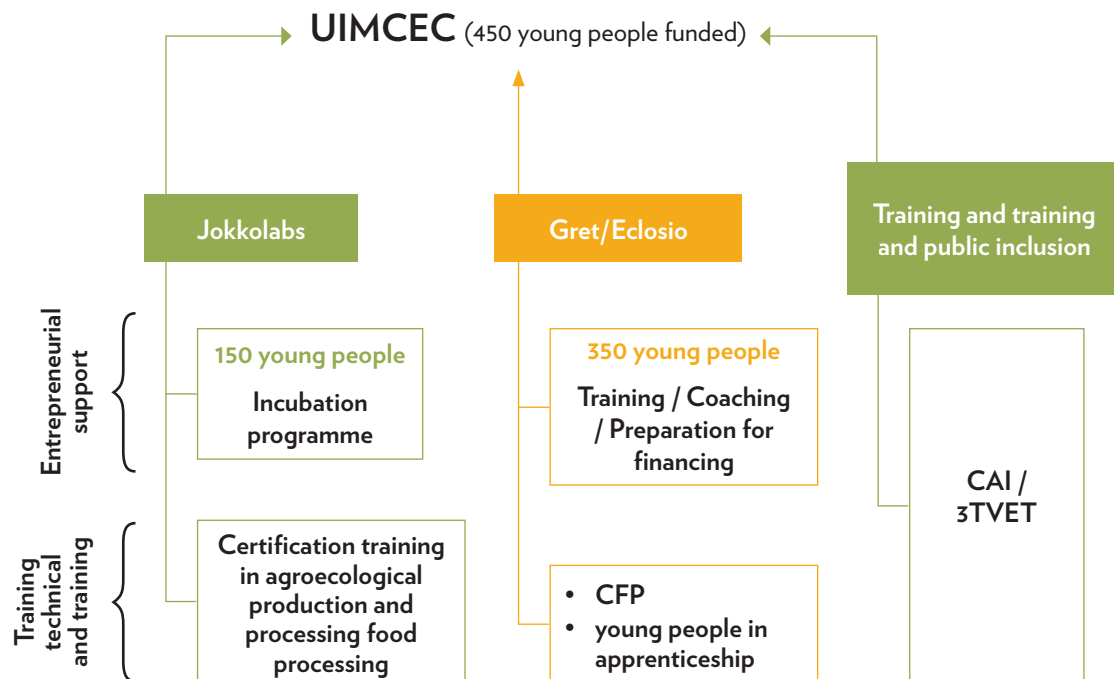 UIMCEC (450 young people funded)
Jokkolabs
Gret/Eclosio
Training and training
and public inclusion
Entrepreneurial
support
150 young people
Incubation
programme
350 young people
Training / Coaching
/ Preparation for
financing
CAI /
3TVET
Training
technical
and training
Certification training
in agroecological
production and
processing food
processing
• CFP
• young people in
apprenticeship